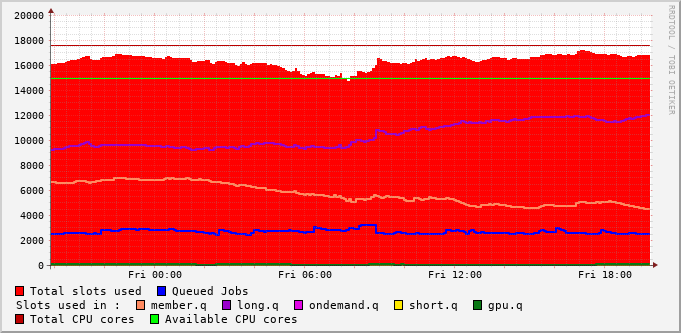 20000
18000
16000
14000
12000
10000
8000
6000
4000
2000
0
Fri 00:00 Fri 06:00 Fri 12:00 Fri 18:00
Total slots used Queued Jobs
Slots used in : member.q long.q ondemand.q short.q gpu.q
Total CPU cores Available CPU cores
RRDTOOL / TOBI OETIKER